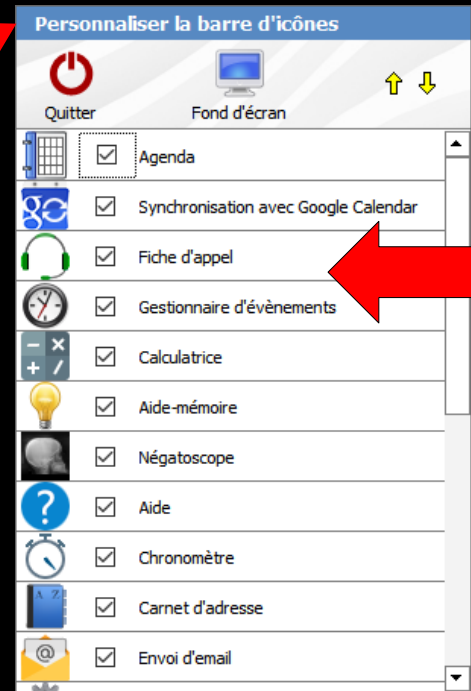 Personnaliser la barre d'icônes
Quitter
Fond d'écran
Agenda
Synchronisation avec Google Calendar
Fiche d'appel
Gestionnaire d'évènements
Calculatrice
Aide-mémoire
Négatoscope
? Aide
Chronomètre
A Z Carnet d'adresse
@ Envoi d'email